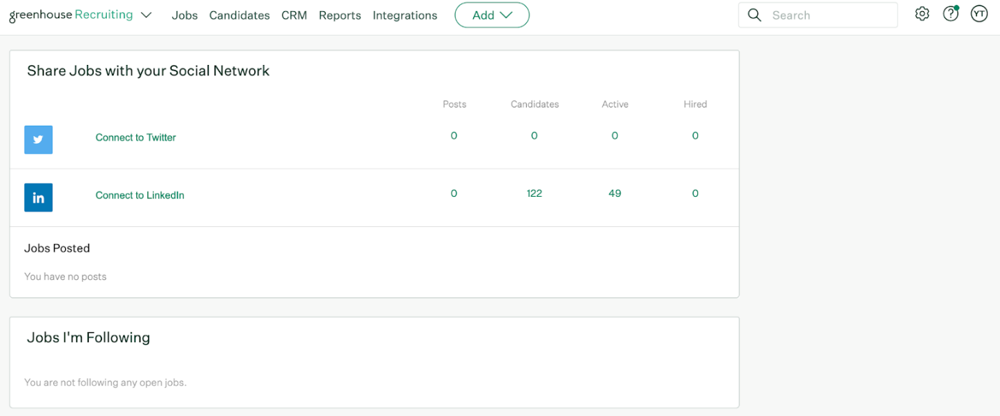 greenhouse Recruiting Jobs Candidates CRM Reports Integrations Add Search ? YT
Share Jobs with your Social Network
Posts Candidates Active Hired
Connect to Twitter 0 0 0 0
in Connect to LinkedIn 0 122 49 0
Jobs Posted
You have no posts
Jobs I'm Following
You are not following any open jobs.